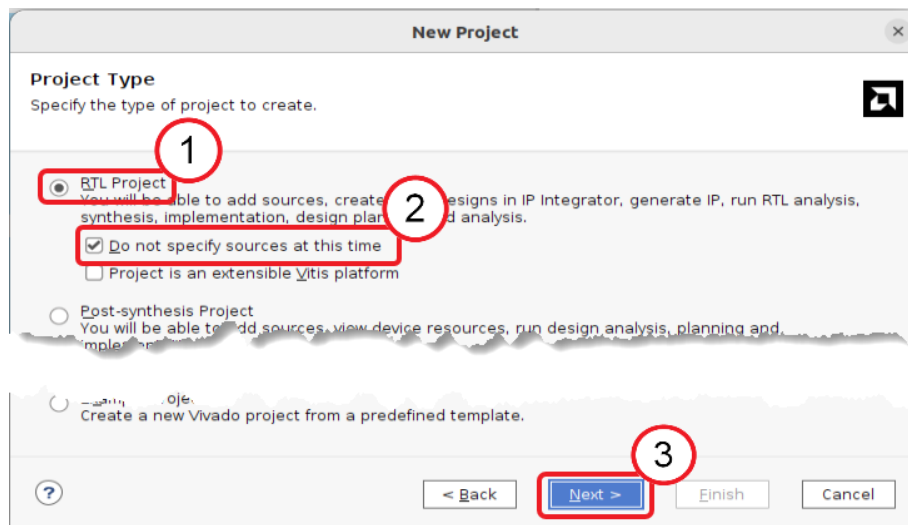 New Project
Project Type
Specify the type of project to create.
1
RTL Project
You will be able to add sources, create esigns in IP Integrator, generate IP, run RTL analysis,
2
synthesis, implementation, design plan d analysis.
Do not specify sources at this time
Project is an extensible Vitis platform
Post-synthesis Project
You will be able to add sources, view device resources, run design analysis, planning and
Create a new Vivado project from a predefined template.
3
?
< Back
Next >
Finish
Cancel